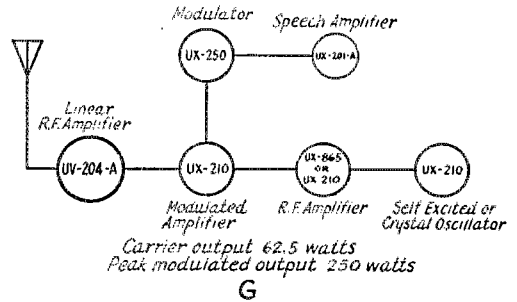 Modulator
Speech Amplifier
UX-250
UX-201-A
Linear
R.F. Amplifier
UV-204-A
UX-210
UX-865
OR
UX 210
UX-210
Modulated
Amplifier
R.F. Amplifier
Self Excited or
Crystal Oscillator
Carrier output 62.5 watts
Peak modulated output 250 watts
G